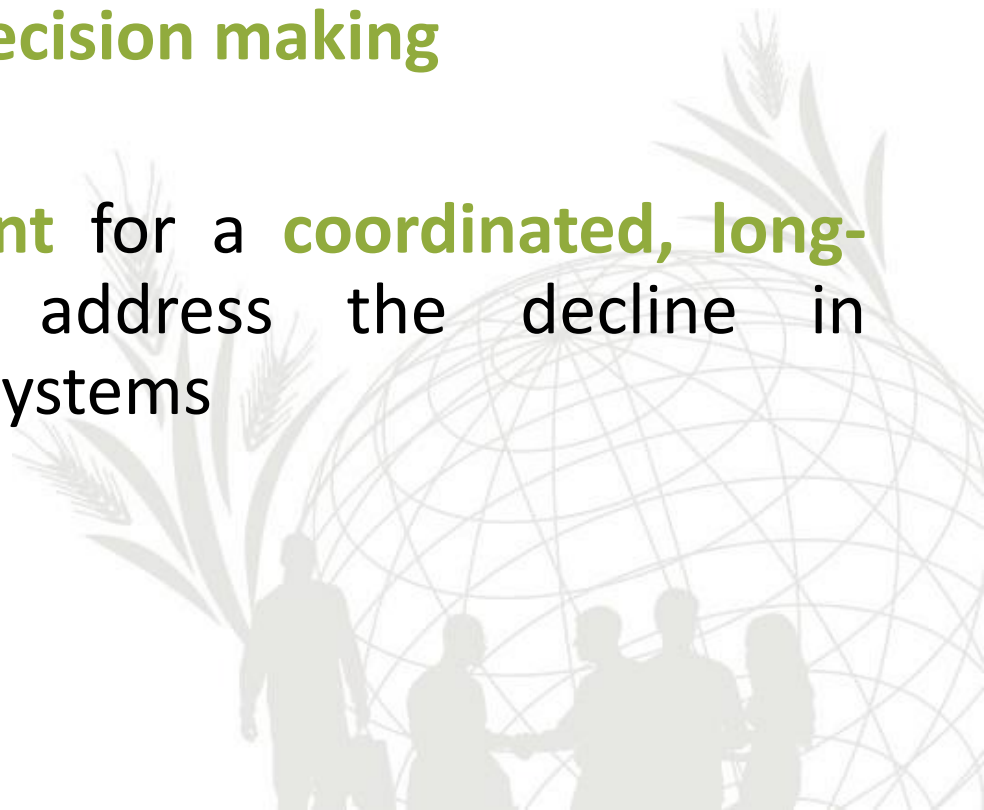 ecision making
nt for a coordinated, long-
address the decline in
ystems